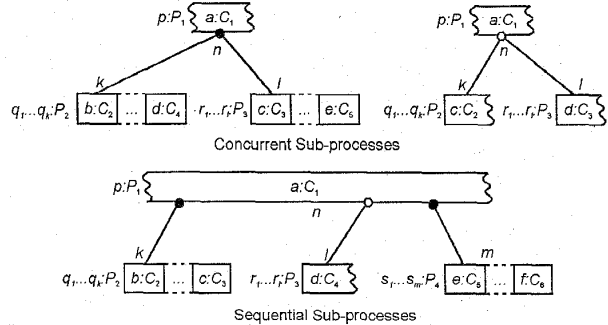 p:P₁ a:C₁ p:P₁ a:C₁
n n
k l k l
q₁...qₖ:P₂ b:C₂ ... d:C₄ r₁...rₗ:P₃ c:C₃ ... e:C₅ q₁...qₖ:P₂ c:C₂ r₁...rₗ:P₃ d:C₃
Concurrent Sub-processes
p:P₁ a:C₁
n
k l m
q₁...qₖ:P₂ b:C₂ ... c:C₃ r₁...rₗ:P₃ d:C₄ s₁...sₘ:P₄ e:C₅ ... f:C₆
Sequential Sub-processes